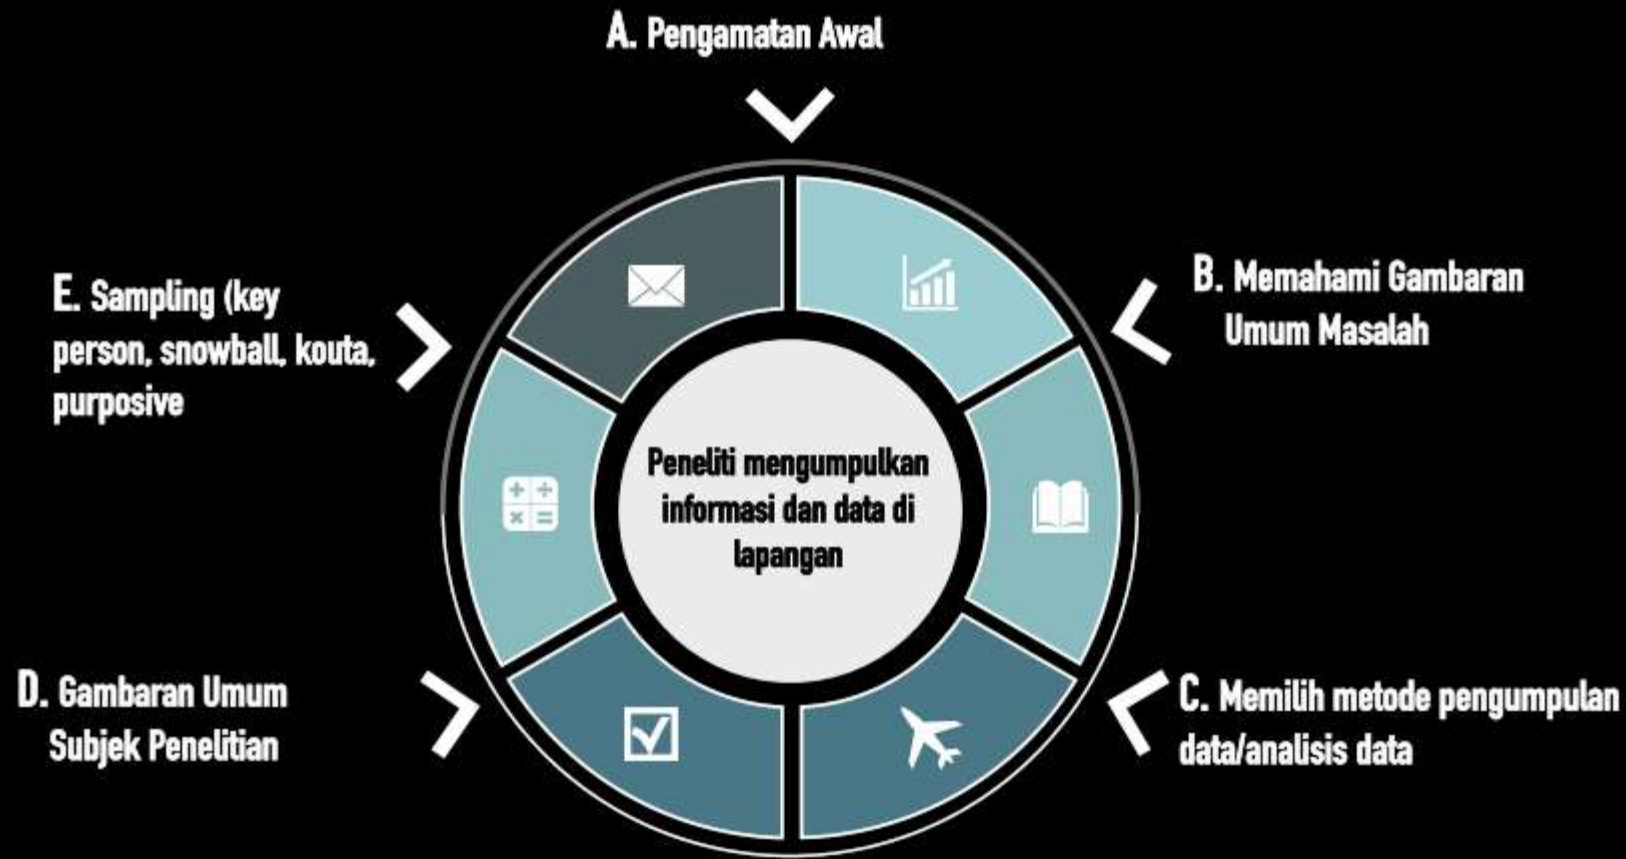 A. Pengamatan Awal
B. Memahami Gambaran
Umum Masalah
C. Memilih metode pengumpulan
data/analisis data
D. Gambaran Umum
Subjek Penelitian
E. Sampling (key
person, snowball, kouta,
purposive
Peneliti mengumpulkan
informasi dan data di
lapangan